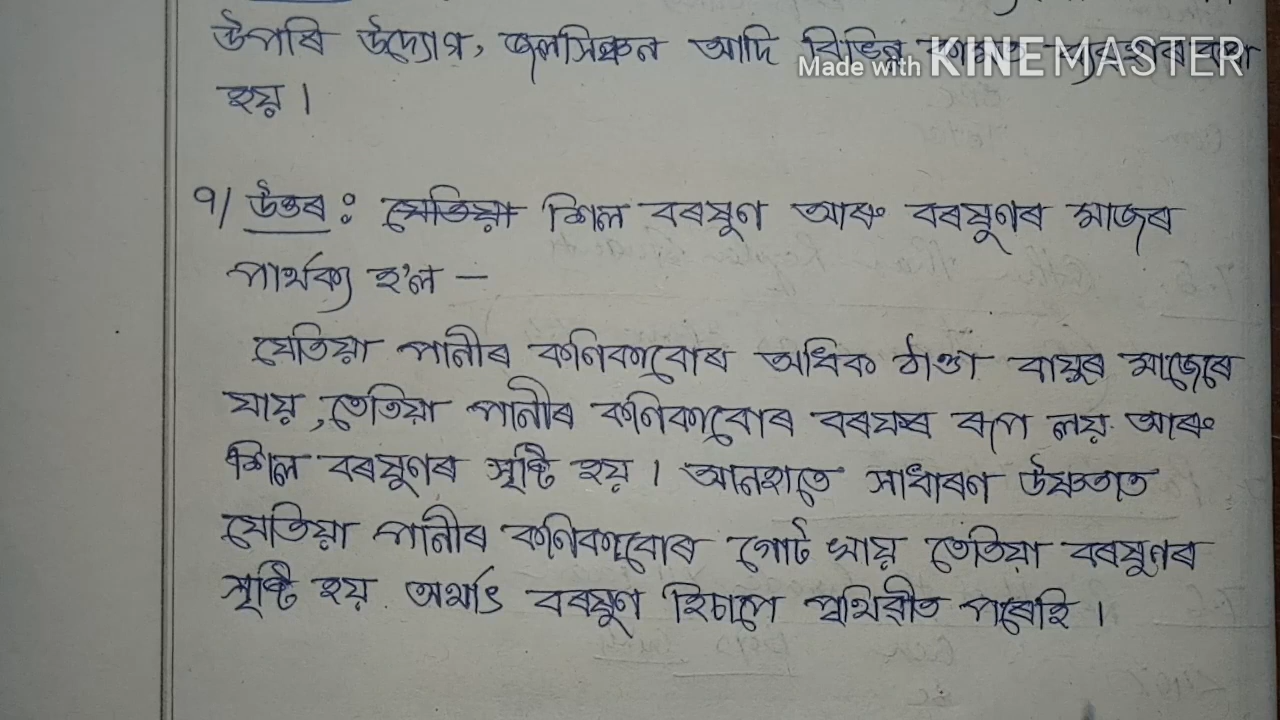 উপৰি উদ্যোগ, জলসিঞ্চন আদি বিভিন্ন
Made with KINEMASTER
হয়।
৭/ উত্তৰ : যেতিয়া শিল বৰষুণ আৰু বৰষুণৰ মাজৰ
পাৰ্থক্য হ'ল —
যেতিয়া পানীৰ কণিকাবোৰ অধিক ঠাণ্ডা বায়ুৰ মাজেৰে
যায়, তেতিয়া পানীৰ কণিকাবোৰ বৰফৰ ৰূপ লয় আৰু
শিল বৰষুণৰ সৃষ্টি হয়। আনহাতে সাধাৰণ উষ্ণতাত
যেতিয়া পানীৰ কণিকাবোৰ গোট খায় তেতিয়া বৰষুণৰ
সৃষ্টি হয় অৰ্থাৎ বৰষুণ হিচাপে পৃথিৱীত পৰেহি।